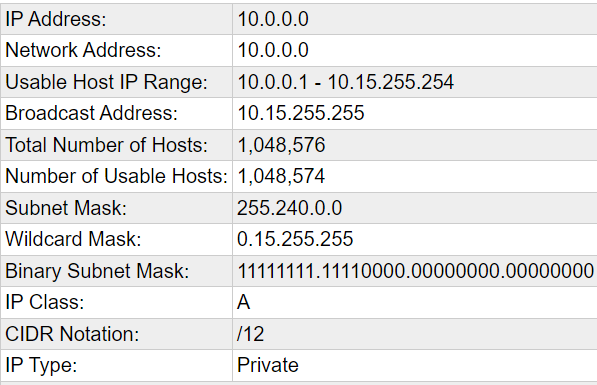 IP Address: 10.0.0.0
Network Address: 10.0.0.0
Usable Host IP Range: 10.0.0.1 - 10.15.255.254
Broadcast Address: 10.15.255.255
Total Number of Hosts: 1,048,576
Number of Usable Hosts: 1,048,574
Subnet Mask: 255.240.0.0
Wildcard Mask: 0.15.255.255
Binary Subnet Mask: 11111111.11110000.00000000.00000000
IP Class: A
CIDR Notation: /12
IP Type: Private